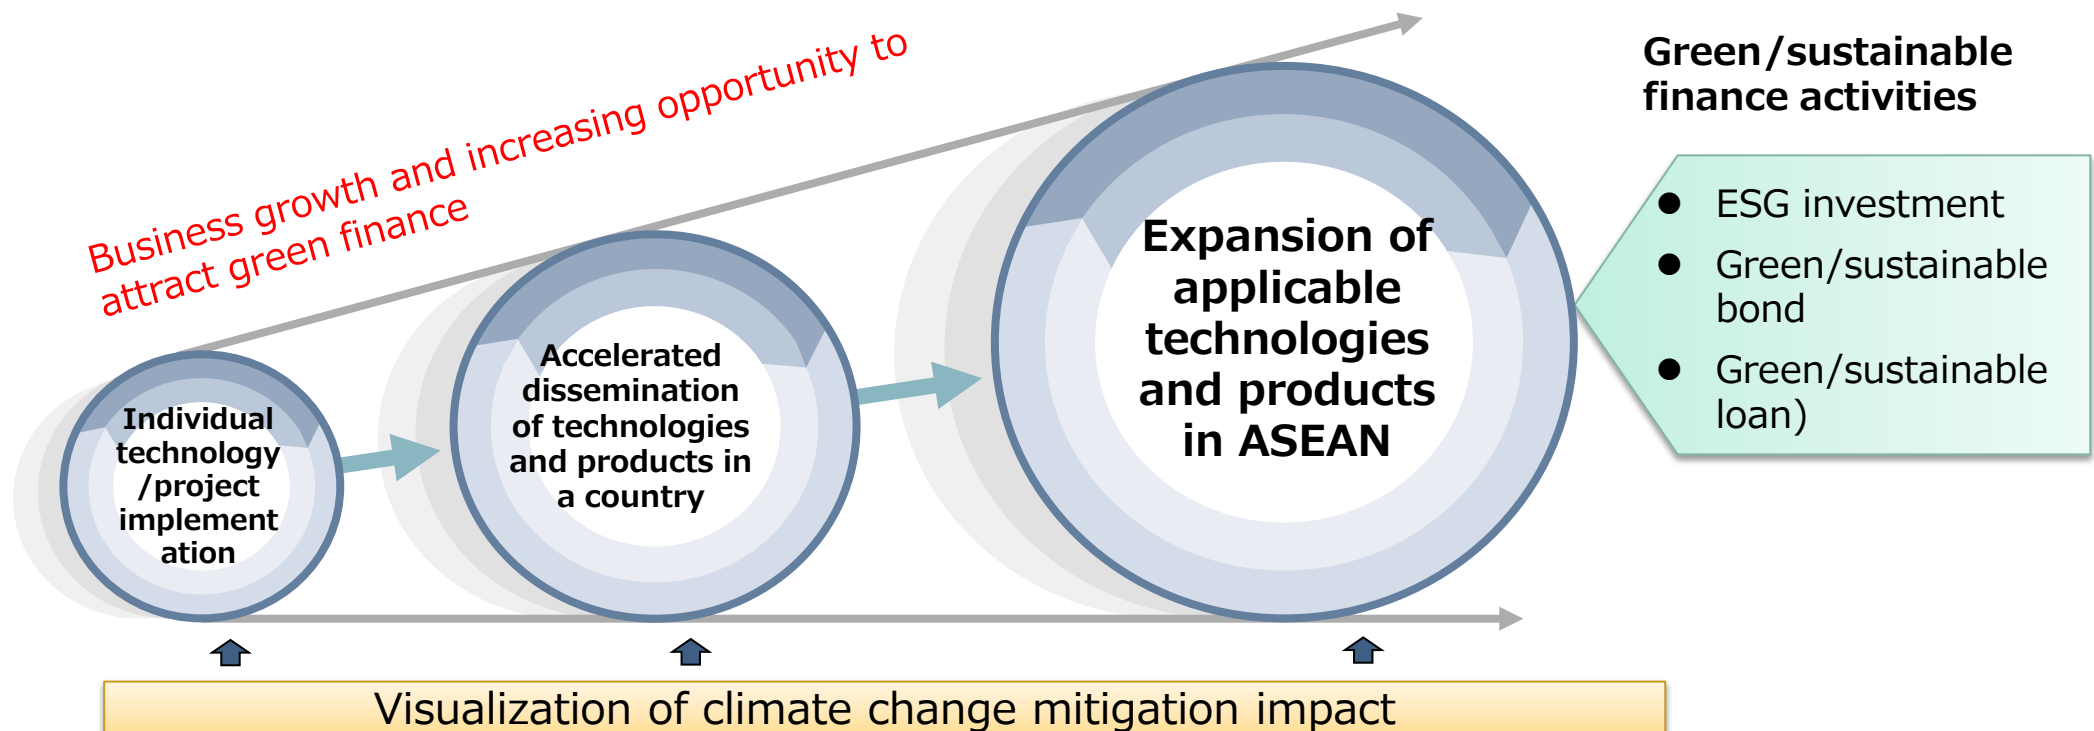 Business growth and increasing opportunity to
attract green finance
Individual
technology
/project
implement
ation
Accelerated
dissemination
of technologies
and products in
a country
Expansion of
applicable
technologies
and products
in ASEAN
Green/sustainable
finance activities
● ESG investment
● Green/sustainable
bond
● Green/sustainable
loan)
Visualization of climate change mitigation impact